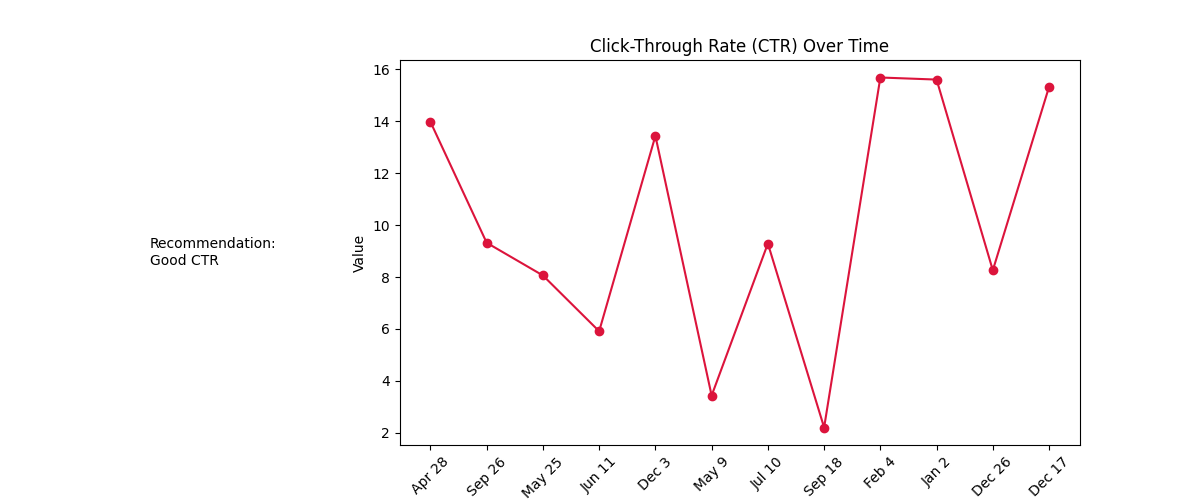 Click-Through Rate (CTR) Over Time
Recommendation:
Good CTR
Value
16
14
12
10
8
6
4
2
Apr 28
Sep 26
May 25
Jun 11
Dec 3
May 9
Jul 10
Sep 18
Feb 4
Jan 2
Dec 26
Dec 17